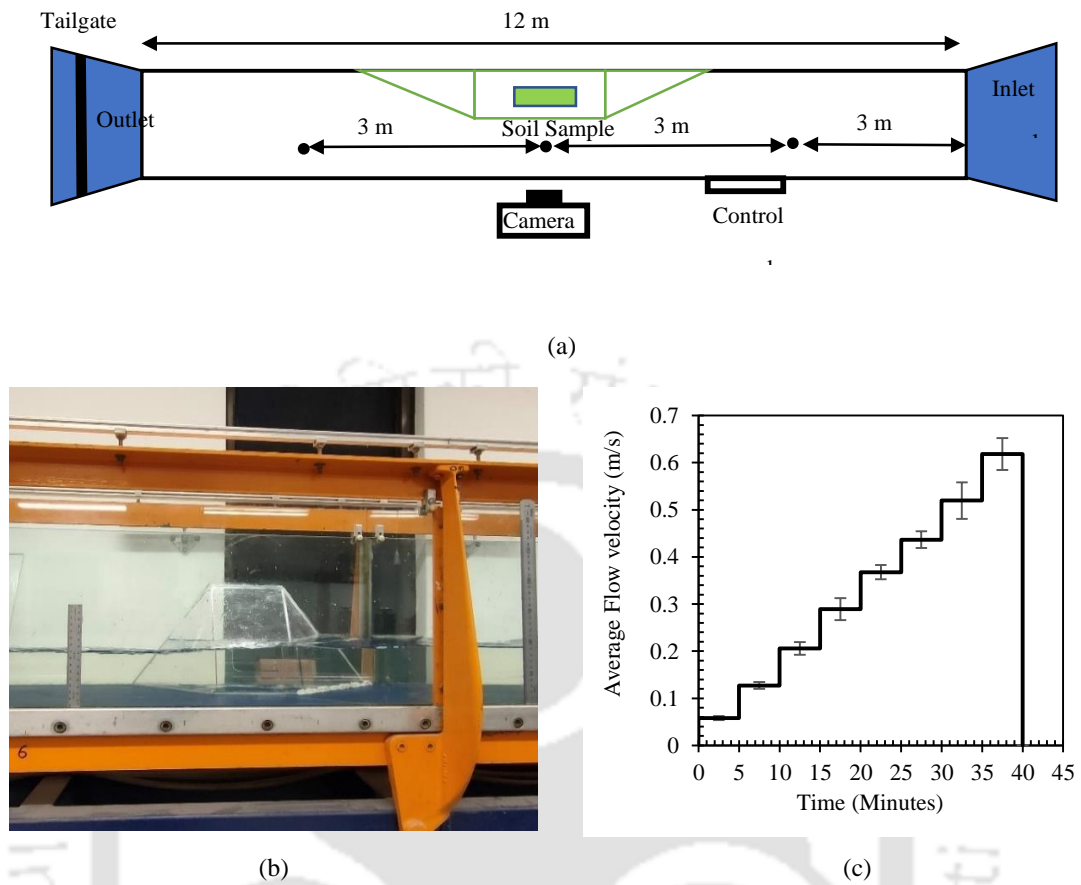 Tailgate
12 m
Inlet
Outlet
3 m
Soil Sample
3 m
3 m
Camera
Control
(a)
6
0.7
0.6
0.5
0.4
0.3
0.2
0.1
0
Average Flow velocity (m/s)
0 5 10 15 20 25 30 35 40 45
Time (Minutes)
(b)
(c)